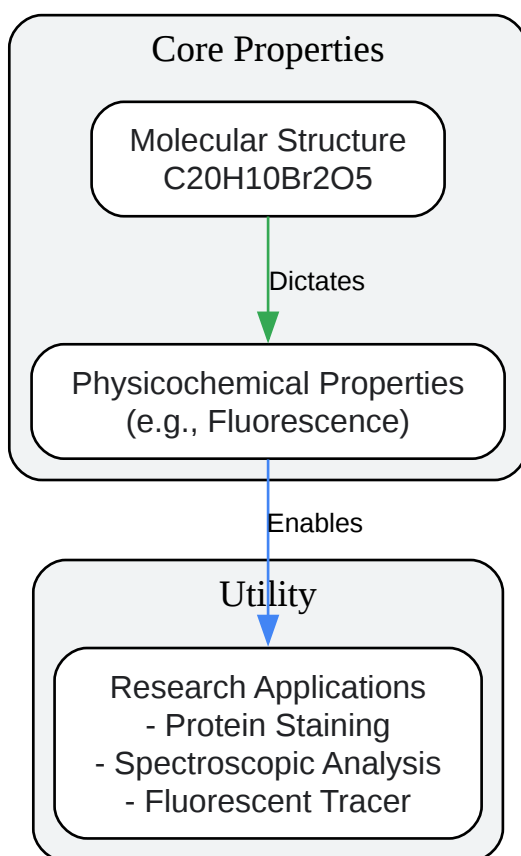 Core Properties
Molecular Structure
C20H10Br2O5
Dictates
Physicochemical Properties
(e.g., Fluorescence)
Enables
Utility
Research Applications
- Protein Staining
- Spectroscopic Analysis
- Fluorescent Tracer